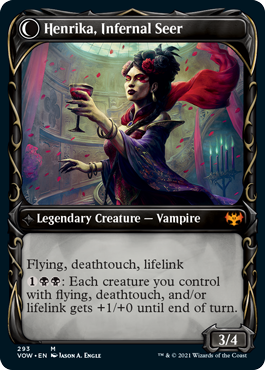 Henrika, Infernal Seer
Legendary Creature — Vampire
Flying, deathtouch, lifelink
1: Each creature you control
with flying, deathtouch, and/or
lifelink gets +1/+0 until end of turn.
3/4
293 M
VOW • EN Jason A. Engle
™ & © 2021 Wizards of the Coast